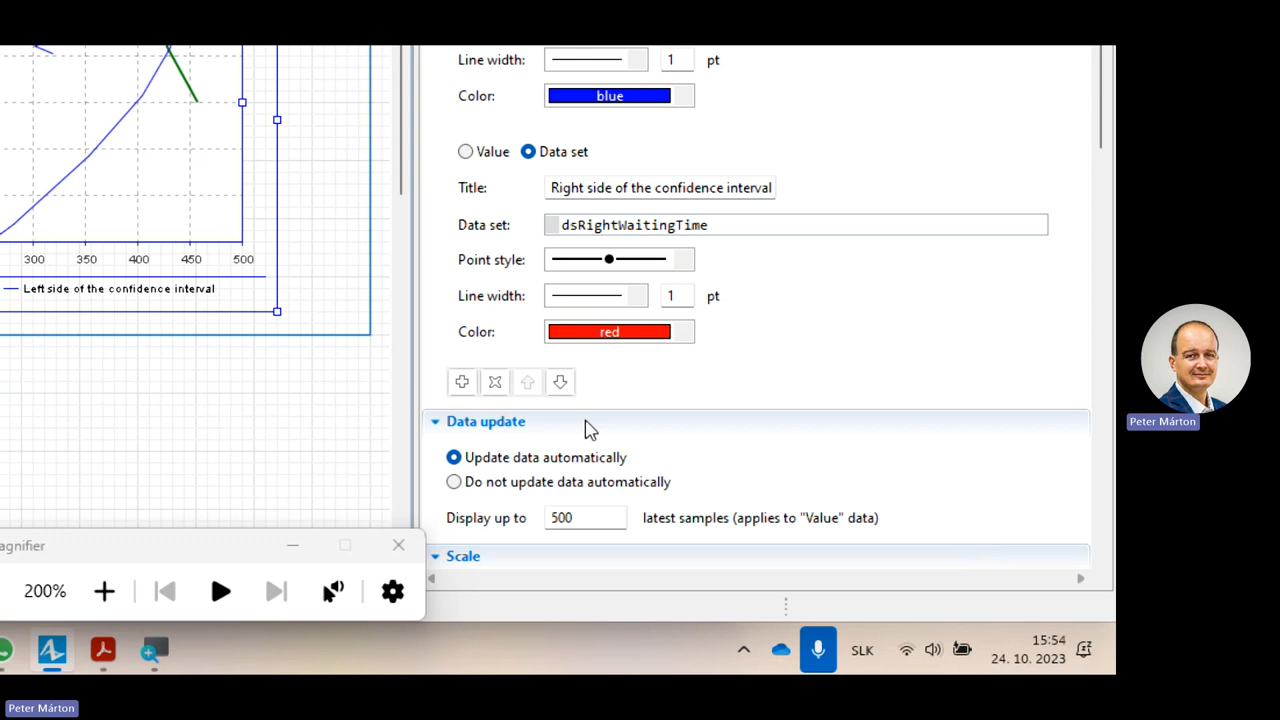 Line width: 1 pt
Color: blue
Value Data set
Title: Right side of the confidence interval
Data set: dsRightWaitingTime
Point style:
Line width: 1 pt
Color: red
300 350 400 450 500
Left side of the confidence interval
Data update
Update data automatically
Do not update data automatically
Display up to 500 latest samples (applies to "Value" data)
Scale
agnifier
200%
SLK
15:54
24. 10. 2023
Peter Márton
Peter Márton